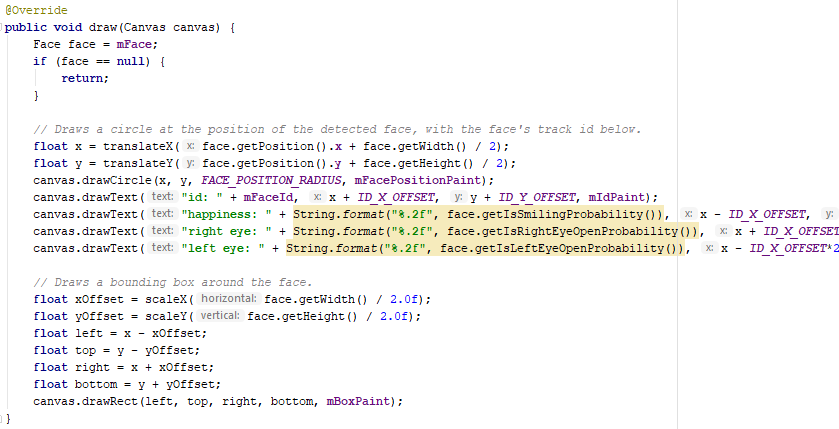 @Override
public void draw(Canvas canvas) {
    Face face = mFace;
    if (face == null) {
        return;
    }

    // Draws a circle at the position of the detected face, with the face's track id below.
    float x = translateX( x: face.getPosition().x + face.getWidth() / 2);
    float y = translateY( y: face.getPosition().y + face.getHeight() / 2);
    canvas.drawCircle(x, y, FACE_POSITION_RADIUS, mFacePositionPaint);
    canvas.drawText( text: "id: " + mFaceId, x: x + ID_X_OFFSET, y: y + ID_Y_OFFSET, mIdPaint);
    canvas.drawText( text: "happiness: " + String.format("%.2f", face.getIsSmilingProbability()), x: x - ID_X_OFFSET, y:
    canvas.drawText( text: "right eye: " + String.format("%.2f", face.getIsRightEyeOpenProbability()), x: x + ID_X_OFFSE
    canvas.drawText( text: "left eye: " + String.format("%.2f", face.getIsLeftEyeOpenProbability()), x: x - ID_X_OFFSET*2

    // Draws a bounding box around the face.
    float xOffset = scaleX( horizontal: face.getWidth() / 2.0f);
    float yOffset = scaleY( vertical: face.getHeight() / 2.0f);
    float left = x - xOffset;
    float top = y - yOffset;
    float right = x + xOffset;
    float bottom = y + yOffset;
    canvas.drawRect(left, top, right, bottom, mBoxPaint);
}